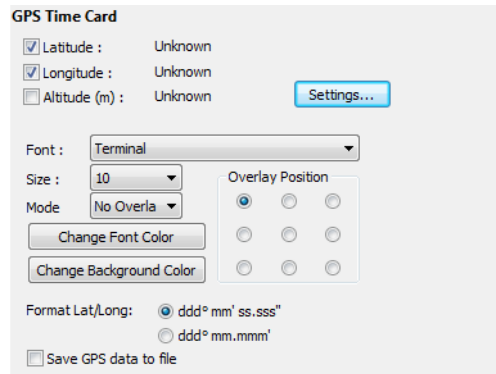 GPS Time Card
Latitude : Unknown
Longitude : Unknown
Altitude (m) : Unknown
Settings...
Font : Terminal
Size : 10
Overlay Position
Mode No Overla
Change Font Color
Change Background Color
Format Lat/Long: ddd° mm' ss.sss"
ddd° mm.mmm'
Save GPS data to file